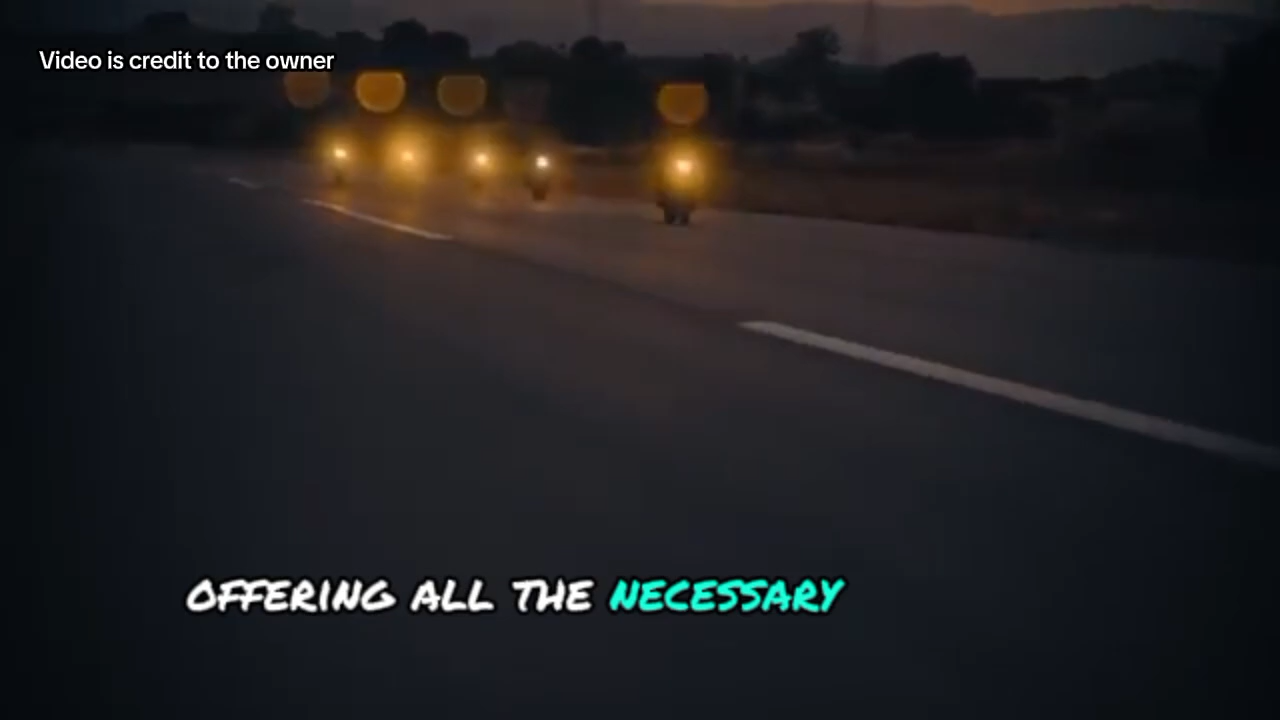 Video is credit to the owner
OFFERING ALL THE NECESSARY